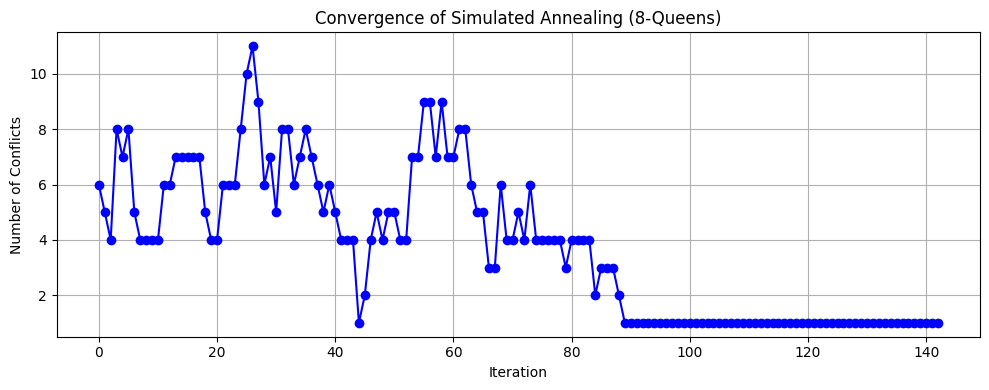 Convergence of Simulated Annealing (8-Queens)
Number of Conflicts
10
8
6
4
2
0 20 40 60 80 100 120 140
Iteration